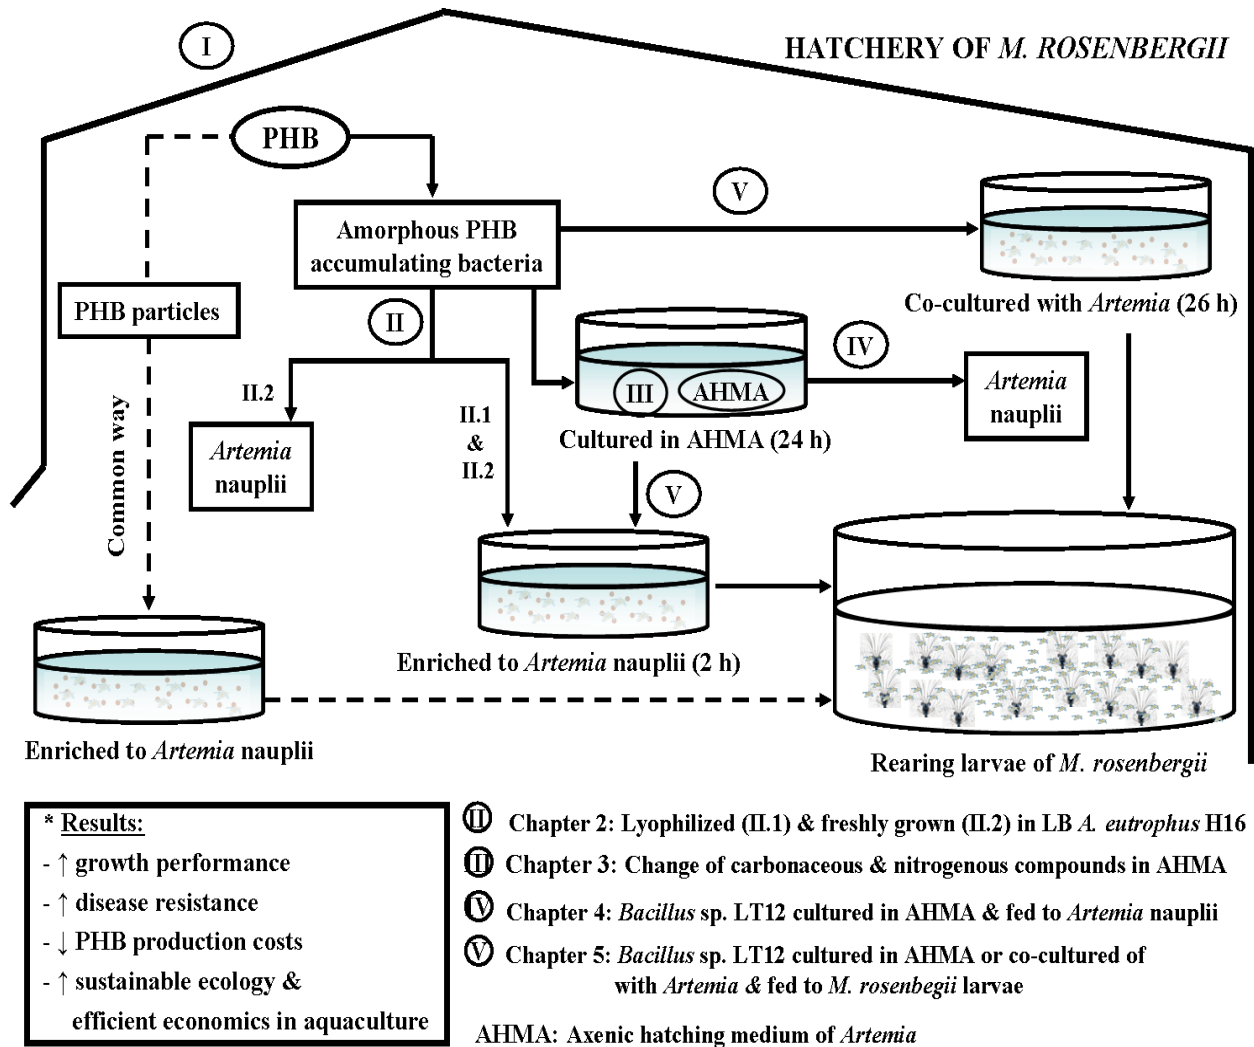 I
HATCHERY OF M. ROSENBERGII
PHB
V
Amorphous PHB
accumulating bacteria
PHB particles
II
Co-cultured with Artemia (26 h)
IV
II.2
III
AHMA
Artemia
nauplii
Common way
Artemia
nauplii
II.1
&
II.2
Cultured in AHMA (24 h)
V
Enriched to Artemia nauplii (2 h)
Enriched to Artemia nauplii
Rearing larvae of M. rosenbergii
* Results:
- ↑ growth performance
- ↑ disease resistance
- ↓ PHB production costs
- ↑ sustainable ecology &
efficient economics in aquaculture
II Chapter 2: Lyophilized (II.1) & freshly grown (II.2) in LB A. eutrophus H16
III Chapter 3: Change of carbonaceous & nitrogenous compounds in AHMA
IV Chapter 4: Bacillus sp. LT12 cultured in AHMA & fed to Artemia nauplii
V Chapter 5: Bacillus sp. LT12 cultured in AHMA or co-cultured of
with Artemia & fed to M. rosenbegii larvae
AHMA: Axenic hatching medium of Artemia